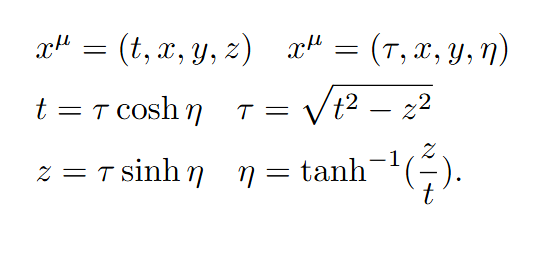 x^μ = (t, x, y, z)   x^μ = (τ, x, y, η)
t = τ cosh η   τ = √(t² − z²)
z = τ sinh η   η = tanh⁻¹(z/t).